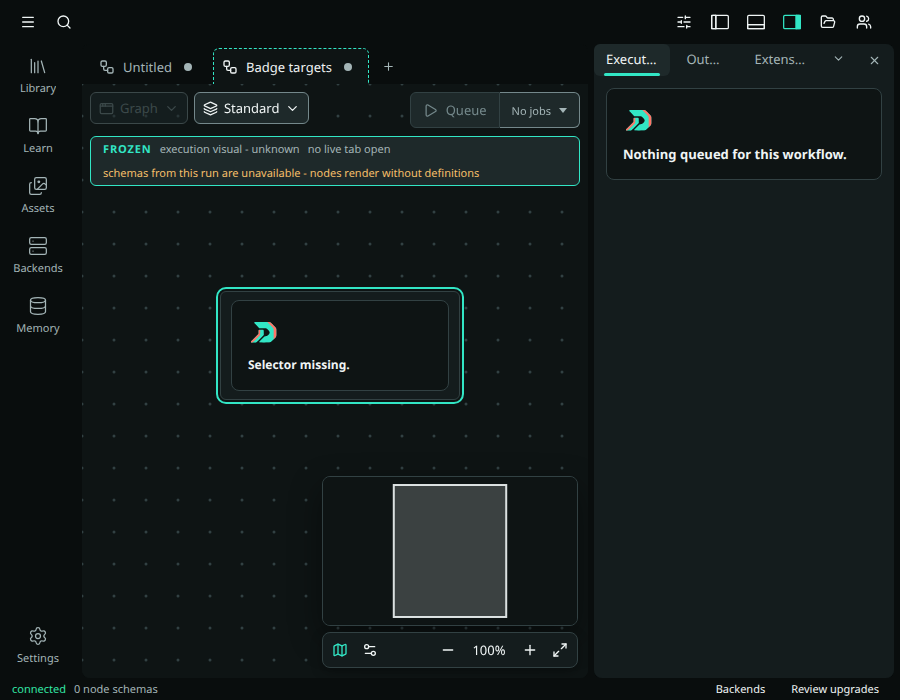 Untitled
Badge targets
Execut...
Out...
Extens...
Library
Learn
Assets
Backends
Memory
Settings
Graph
Standard
Queue
No jobs
FROZEN execution visual - unknown no live tab open
schemas from this run are unavailable - nodes render without definitions
Nothing queued for this workflow.
Selector missing.
100%
connected 0 node schemas
Backends
Review upgrades